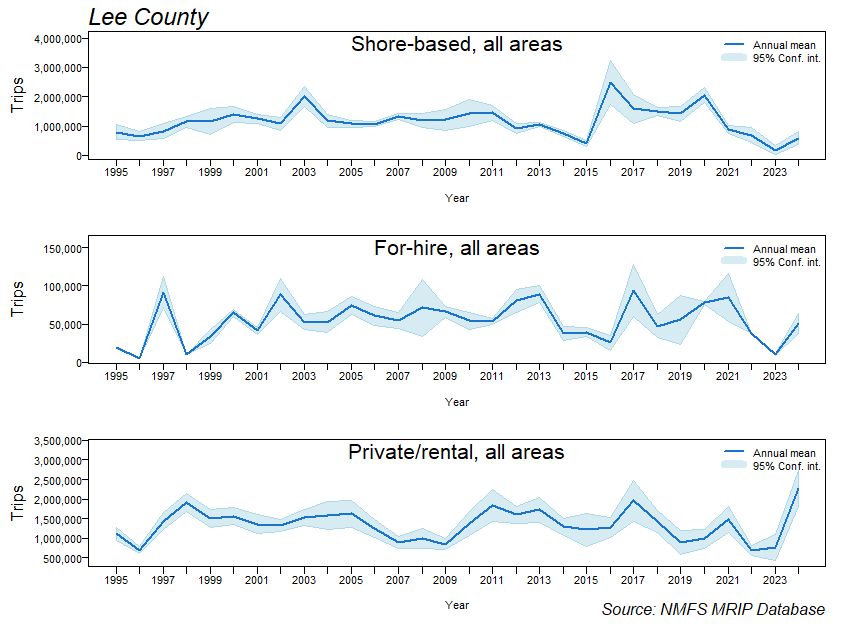 Lee County
Shore-based, all areas
Annual mean
95% Conf. int.
Trips
4,000,000
3,000,000
2,000,000
1,000,000
0
1995 1997 1999 2001 2003 2005 2007 2009 2011 2013 2015 2017 2019 2021 2023
Year
For-hire, all areas
Annual mean
95% Conf. int.
Trips
150,000
100,000
50,000
0
1995 1997 1999 2001 2003 2005 2007 2009 2011 2013 2015 2017 2019 2021 2023
Year
Private/rental, all areas
Annual mean
95% Conf. int.
Trips
3,500,000
3,000,000
2,500,000
2,000,000
1,500,000
1,000,000
500,000
1995 1997 1999 2001 2003 2005 2007 2009 2011 2013 2015 2017 2019 2021 2023
Year
Source: NMFS MRIP Database